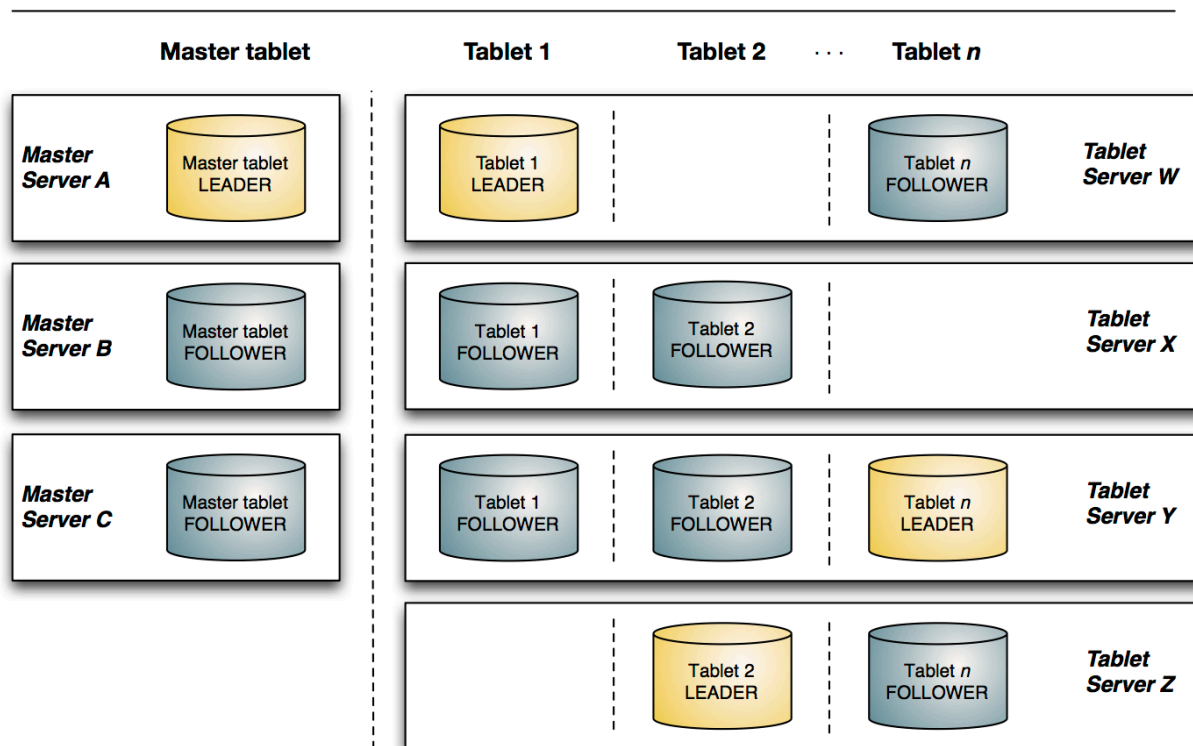 Master tablet
Tablet 1
Tablet 2
· · ·
Tablet n
Master
Server A
Master tablet
LEADER
Tablet 1
LEADER
Tablet n
FOLLOWER
Tablet
Server W
Master
Server B
Master tablet
FOLLOWER
Tablet 1
FOLLOWER
Tablet 2
FOLLOWER
Tablet
Server X
Master
Server C
Master tablet
FOLLOWER
Tablet 1
FOLLOWER
Tablet 2
FOLLOWER
Tablet n
LEADER
Tablet
Server Y
Tablet 2
LEADER
Tablet n
FOLLOWER
Tablet
Server Z